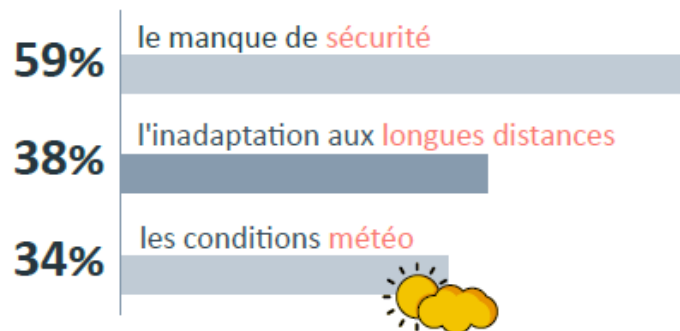 le manque de sécurité
59%
l'inadaptation aux longues distances
38%
les conditions météo
34%